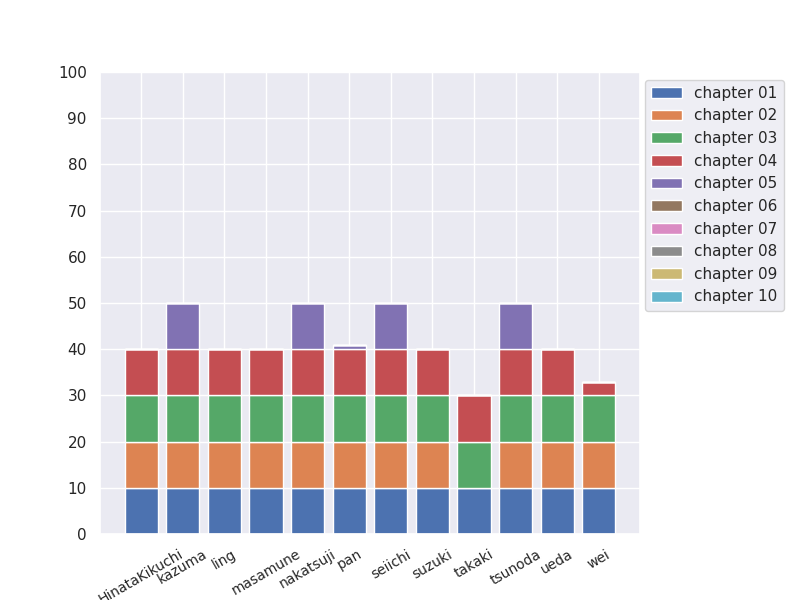 100
90
80
70
60
50
40
30
20
10
0
HinataKikuchi
kazuma
ling
masamune
nakatsuji
pan
seiichi
suzuki
takaki
tsunoda
ueda
wei
chapter 01
chapter 02
chapter 03
chapter 04
chapter 05
chapter 06
chapter 07
chapter 08
chapter 09
chapter 10